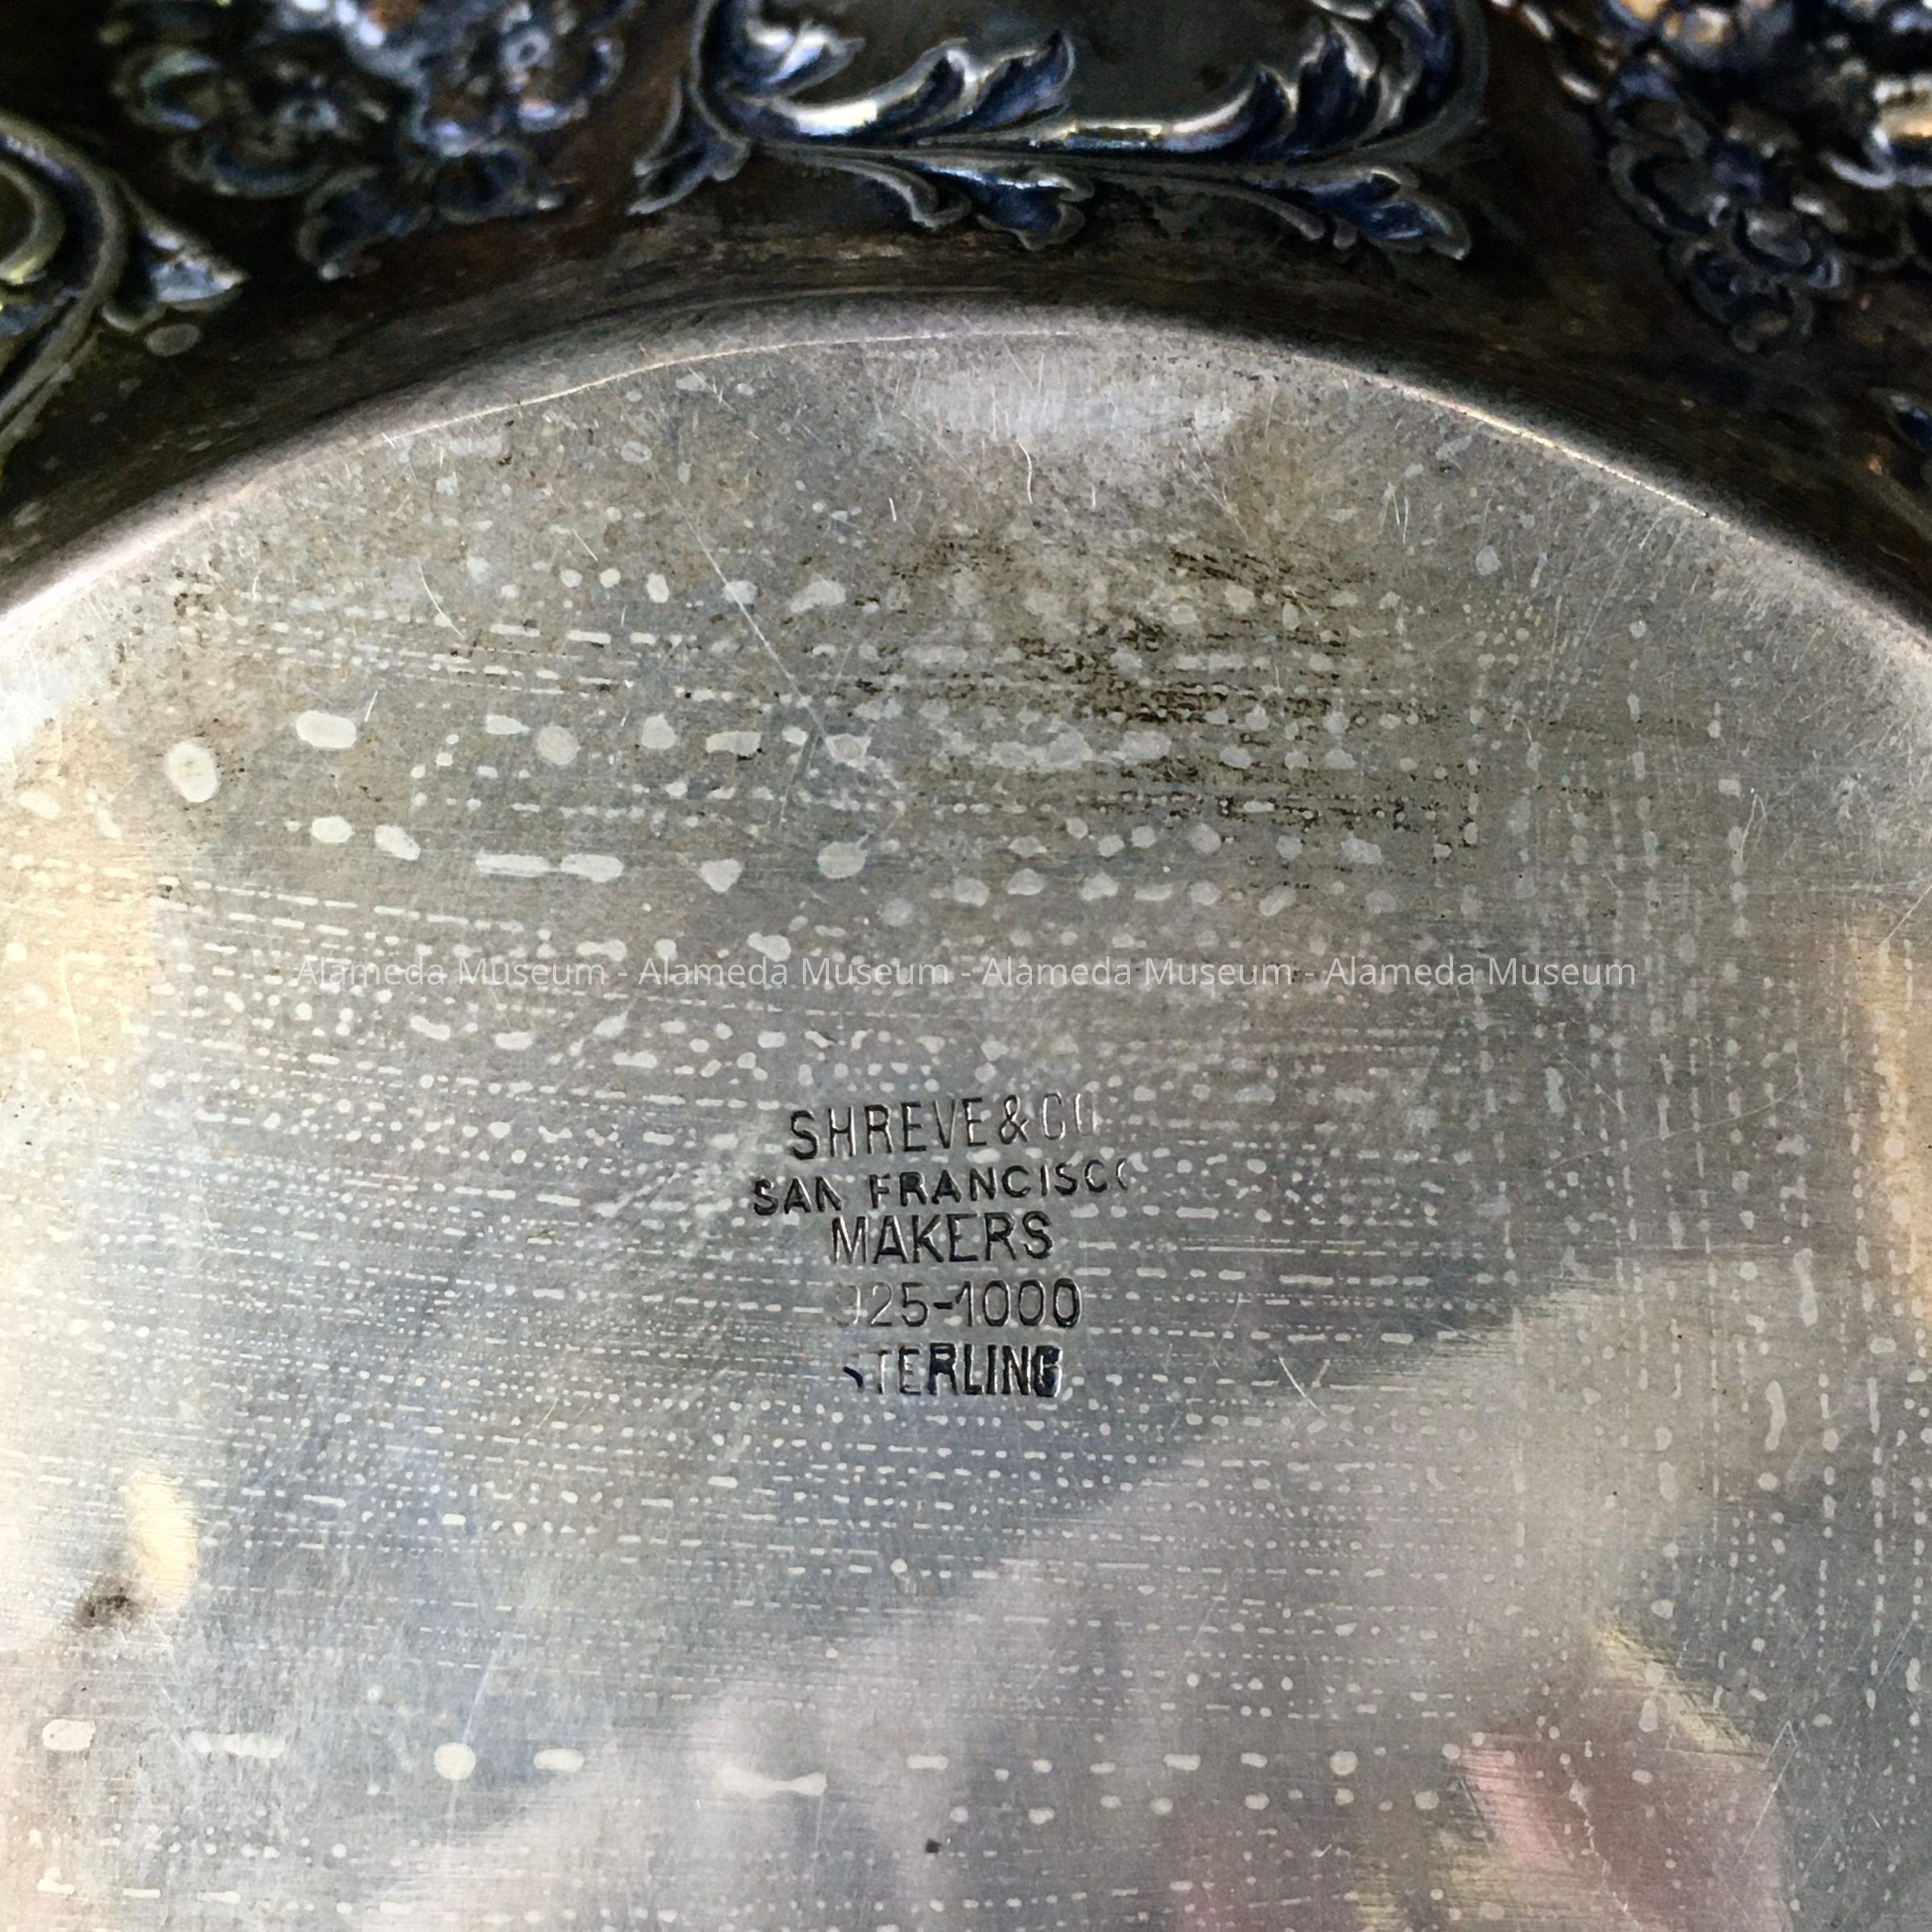 Alameda Museum - Alameda Museum - Alameda Museum - Alameda Museum
SHREVE & CO
SAN FRANCISCO
MAKERS
925-1000
STERLING